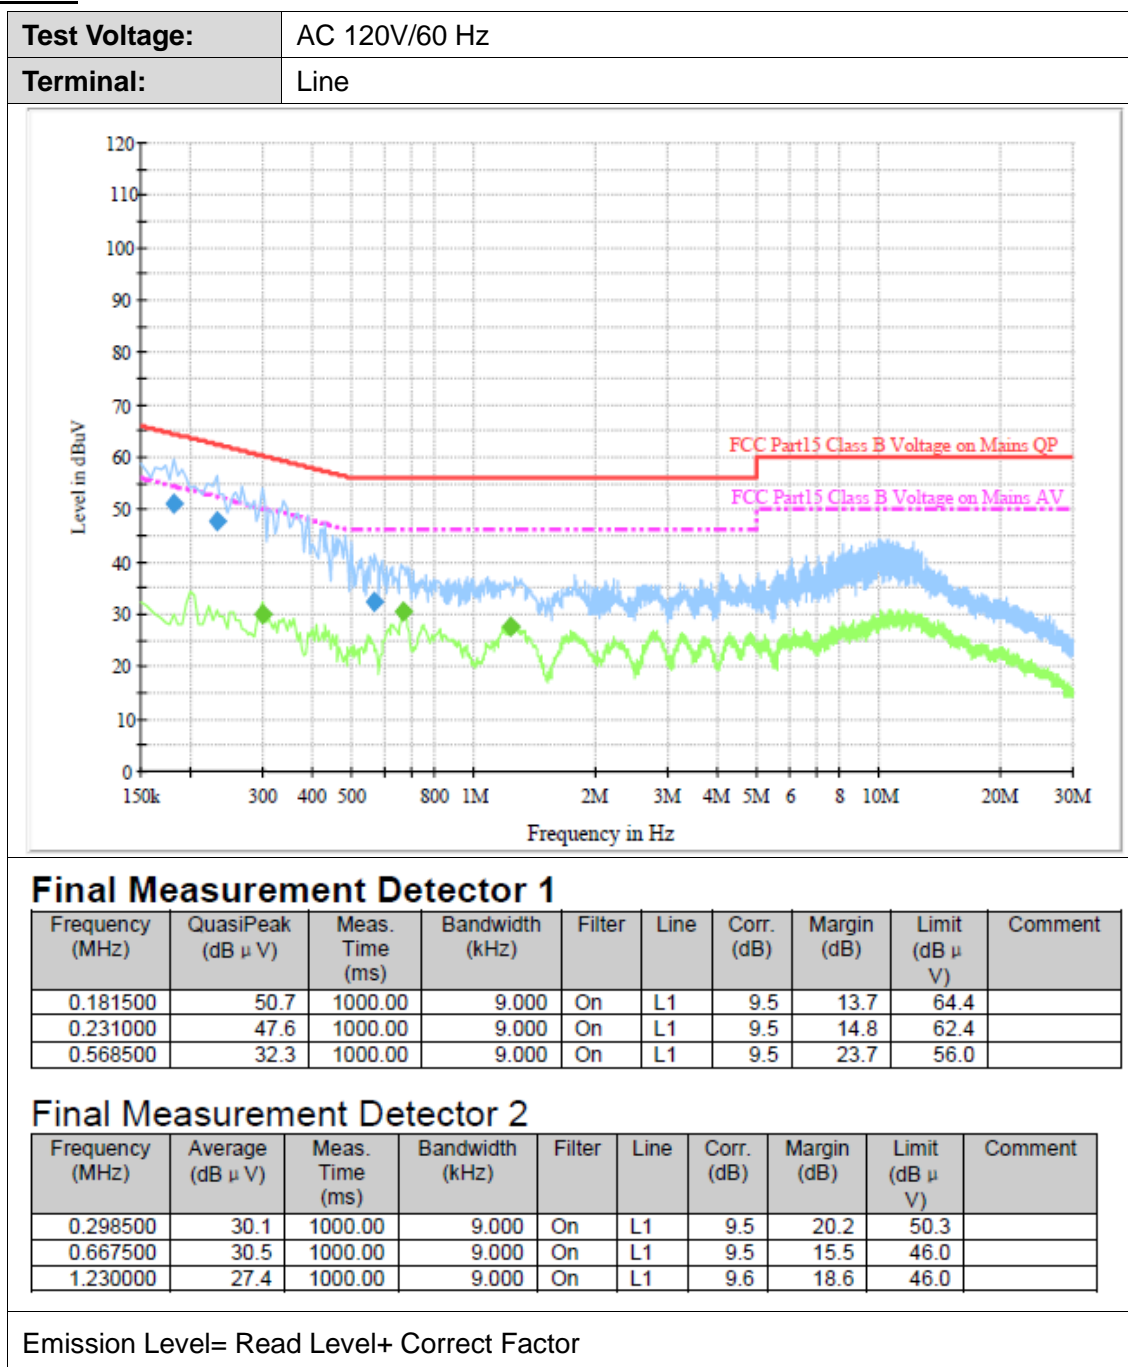 Test Voltage: AC 120V/60 Hz
Terminal: Line
120
110
100
90
80
70
60
50
40
30
20
10
0
Level in dBuV
FCC Part15 Class B Voltage on Mains QP
FCC Part15 Class B Voltage on Mains AV
150k 300 400 500 800 1M 2M 3M 4M 5M 6 8 10M 20M 30M
Frequency in Hz
Final Measurement Detector 1
Frequency (MHz) QuasiPeak (dB μ V) Meas. Time (ms) Bandwidth (kHz) Filter Line Corr. (dB) Margin (dB) Limit (dB μ V) Comment
0.181500 50.7 1000.00 9.000 On L1 9.5 13.7 64.4
0.231000 47.6 1000.00 9.000 On L1 9.5 14.8 62.4
0.568500 32.3 1000.00 9.000 On L1 9.5 23.7 56.0
Final Measurement Detector 2
Frequency (MHz) Average (dB μ V) Meas. Time (ms) Bandwidth (kHz) Filter Line Corr. (dB) Margin (dB) Limit (dB μ V) Comment
0.298500 30.1 1000.00 9.000 On L1 9.5 20.2 50.3
0.667500 30.5 1000.00 9.000 On L1 9.5 15.5 46.0
1.230000 27.4 1000.00 9.000 On L1 9.6 18.6 46.0
Emission Level= Read Level+ Correct Factor